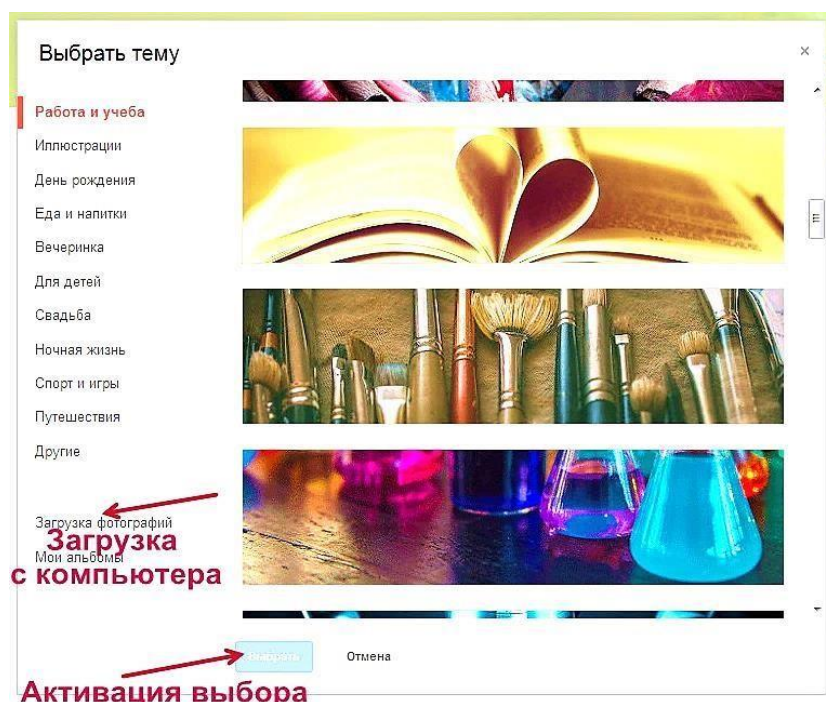 Выбрать тему
×
Работа и учеба
Иллюстрации
День рождения
Еда и напитки
Вечеринка
Для детей
Свадьба
Ночная жизнь
Спорт и игры
Путешествия
Другие
Загрузка фотографий
Загрузка
Мои альбомы
с компьютера
Выбрать Отмена
Активация выбора